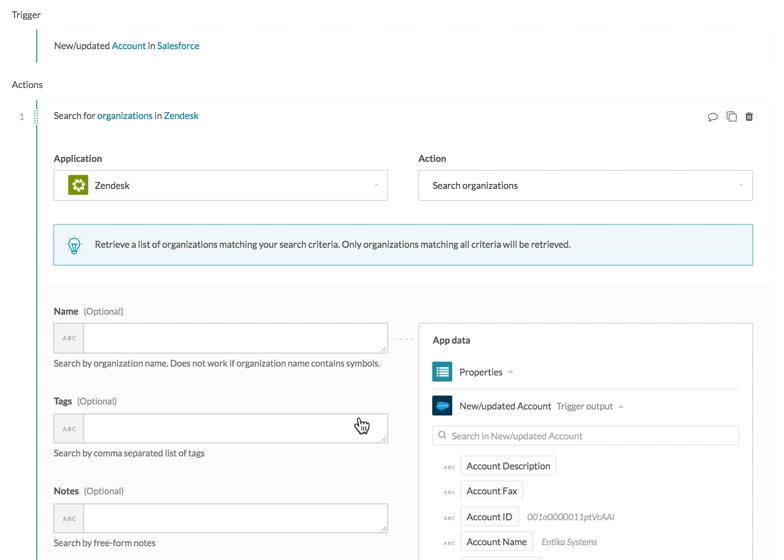 Trigger
New/updated Account in Salesforce
Actions
1
Search for organizations in Zendesk
Application
Action
Zendesk
Search organizations
Retrieve a list of organizations matching your search criteria. Only organizations matching all criteria will be retrieved.
Name (Optional)
ABC
Search by organization name. Does not work if organization name contains symbols.
Tags (Optional)
ABC
Search by comma separated list of tags
Notes (Optional)
ABC
Search by free-form notes
App data
Properties
New/updated Account Trigger output
Search in New/updated Account
ABC Account Description
ABC Account Fax
ABC Account ID 001o0000011ptVcAAI
ABC Account Name Entika Systems